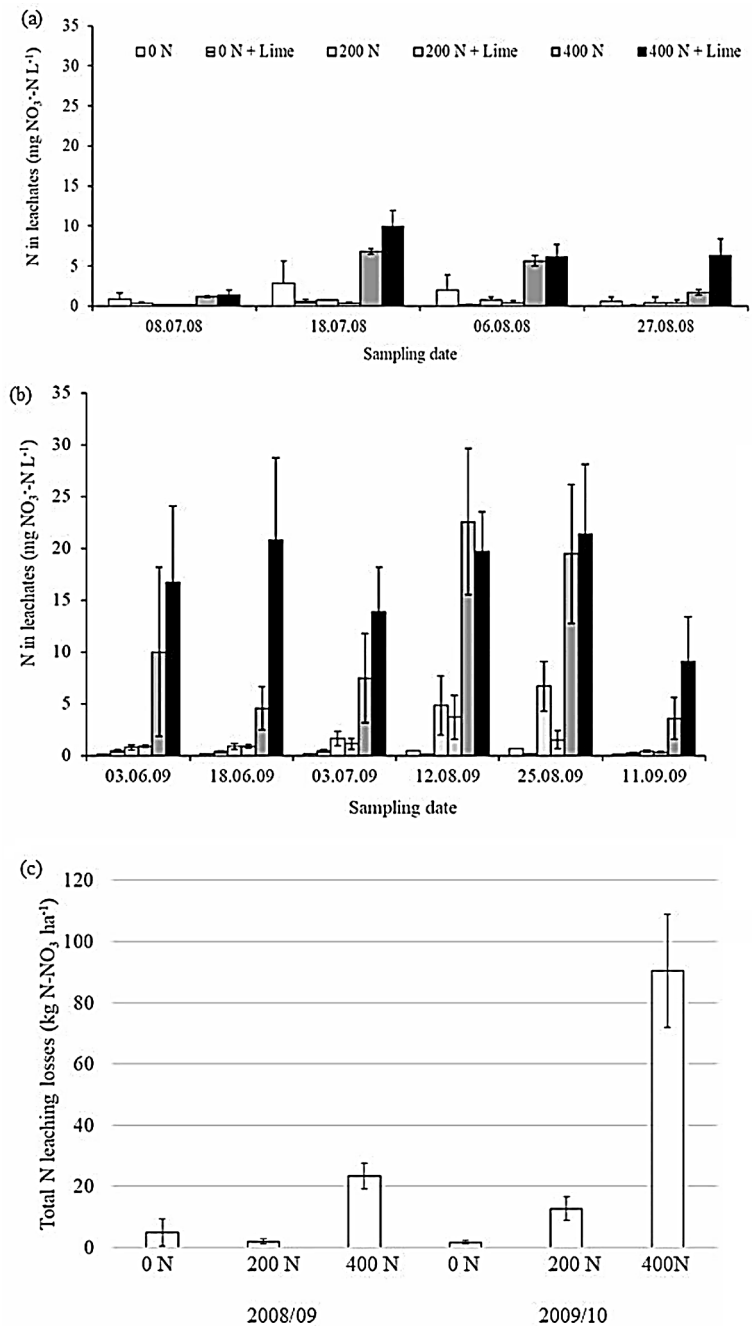 (a)
35
30
25
20
15
10
5
0
N in leachates (mg NO₃⁻-N L⁻¹)
0 N
0 N + Lime
200 N
200 N + Lime
400 N
400 N + Lime
08.07.08
18.07.08
06.08.08
27.08.08
Sampling date
(b)
35
30
25
20
15
10
5
0
N in leachates (mg NO₃⁻-N L⁻¹)
03.06.09
18.06.09
03.07.09
12.08.09
25.08.09
11.09.09
Sampling date
(c)
120
100
80
60
40
20
0
Total N leaching losses (kg N-NO₃ ha⁻¹)
0 N
200 N
400 N
0 N
200 N
400N
2008/09
2009/10